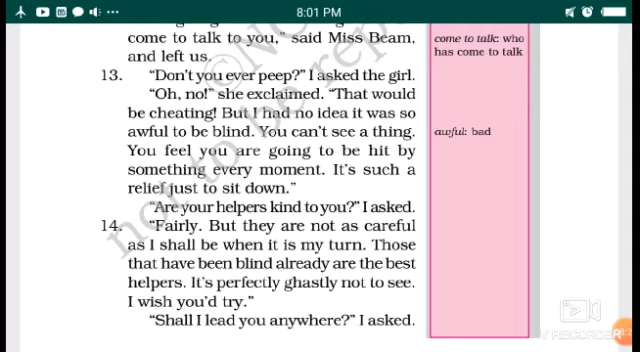 8:01 PM
come to talk to you," said Miss Beam,
and left us.
come to talk: who
has come to talk
13. "Don't you ever peep?" I asked the girl.
"Oh, no!" she exclaimed. "That would
be cheating! But I had no idea it was so
awful to be blind. You can't see a thing.
You feel you are going to be hit by
something every moment. It's such a
relief just to sit down."
awful: bad
"Are your helpers kind to you?" I asked.
14. "Fairly. But they are not as careful
as I shall be when it is my turn. Those
that have been blind already are the best
helpers. It's perfectly ghastly not to see.
I wish you'd try."
"Shall I lead you anywhere?" I asked.
not to be rep
V RECORDER